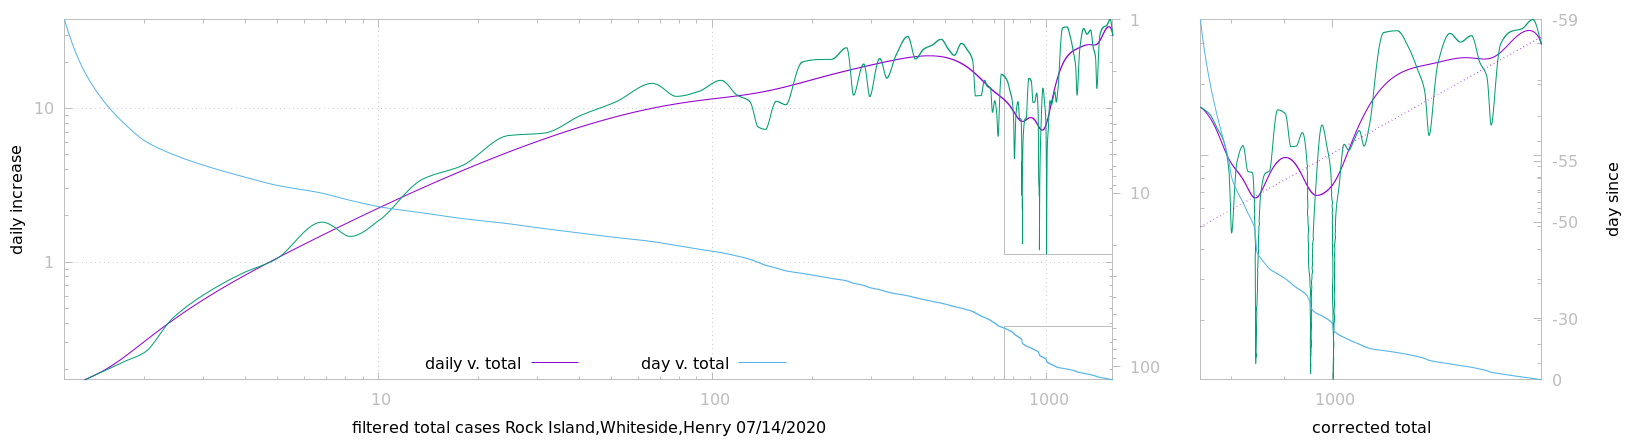 daily increase
10
1
daily v. total
day v. total
1
10
100
10
100
1000
filtered total cases Rock Island,Whiteside,Henry 07/14/2020
-59
-55
-50
-30
0
day since
1000
corrected total